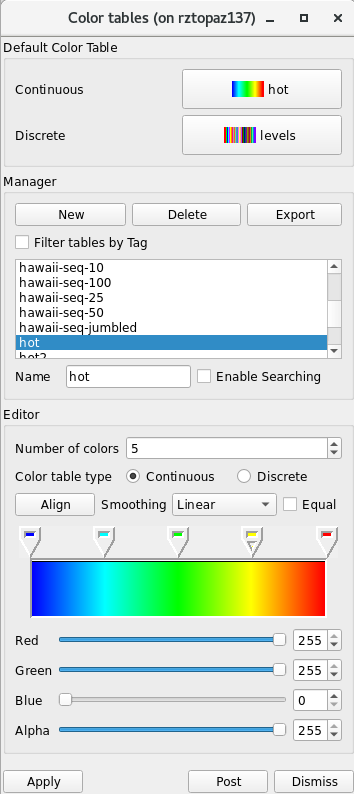 Color tables (on rztopaz137)
Default Color Table
Continuous
hot
Discrete
levels
Manager
New Delete Export
Filter tables by Tag
hawaii-seq-10
hawaii-seq-100
hawaii-seq-25
hawaii-seq-50
hawaii-seq-jumbled
hot
hot2
Name hot Enable Searching
Editor
Number of colors 5
Color table type Continuous Discrete
Align Smoothing Linear Equal
Red 255
Green 255
Blue 0
Alpha 255
Apply Post Dismiss